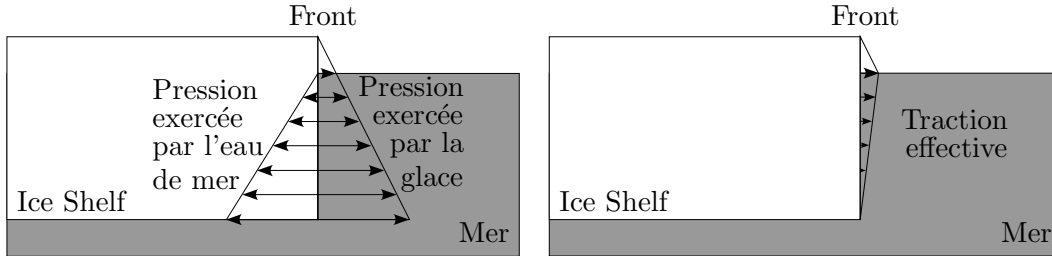 Front
Pression
exercée
par l'eau
de mer
Pression
exercée
par la
glace
Ice Shelf
Mer
Front
Traction
effective
Ice Shelf
Mer